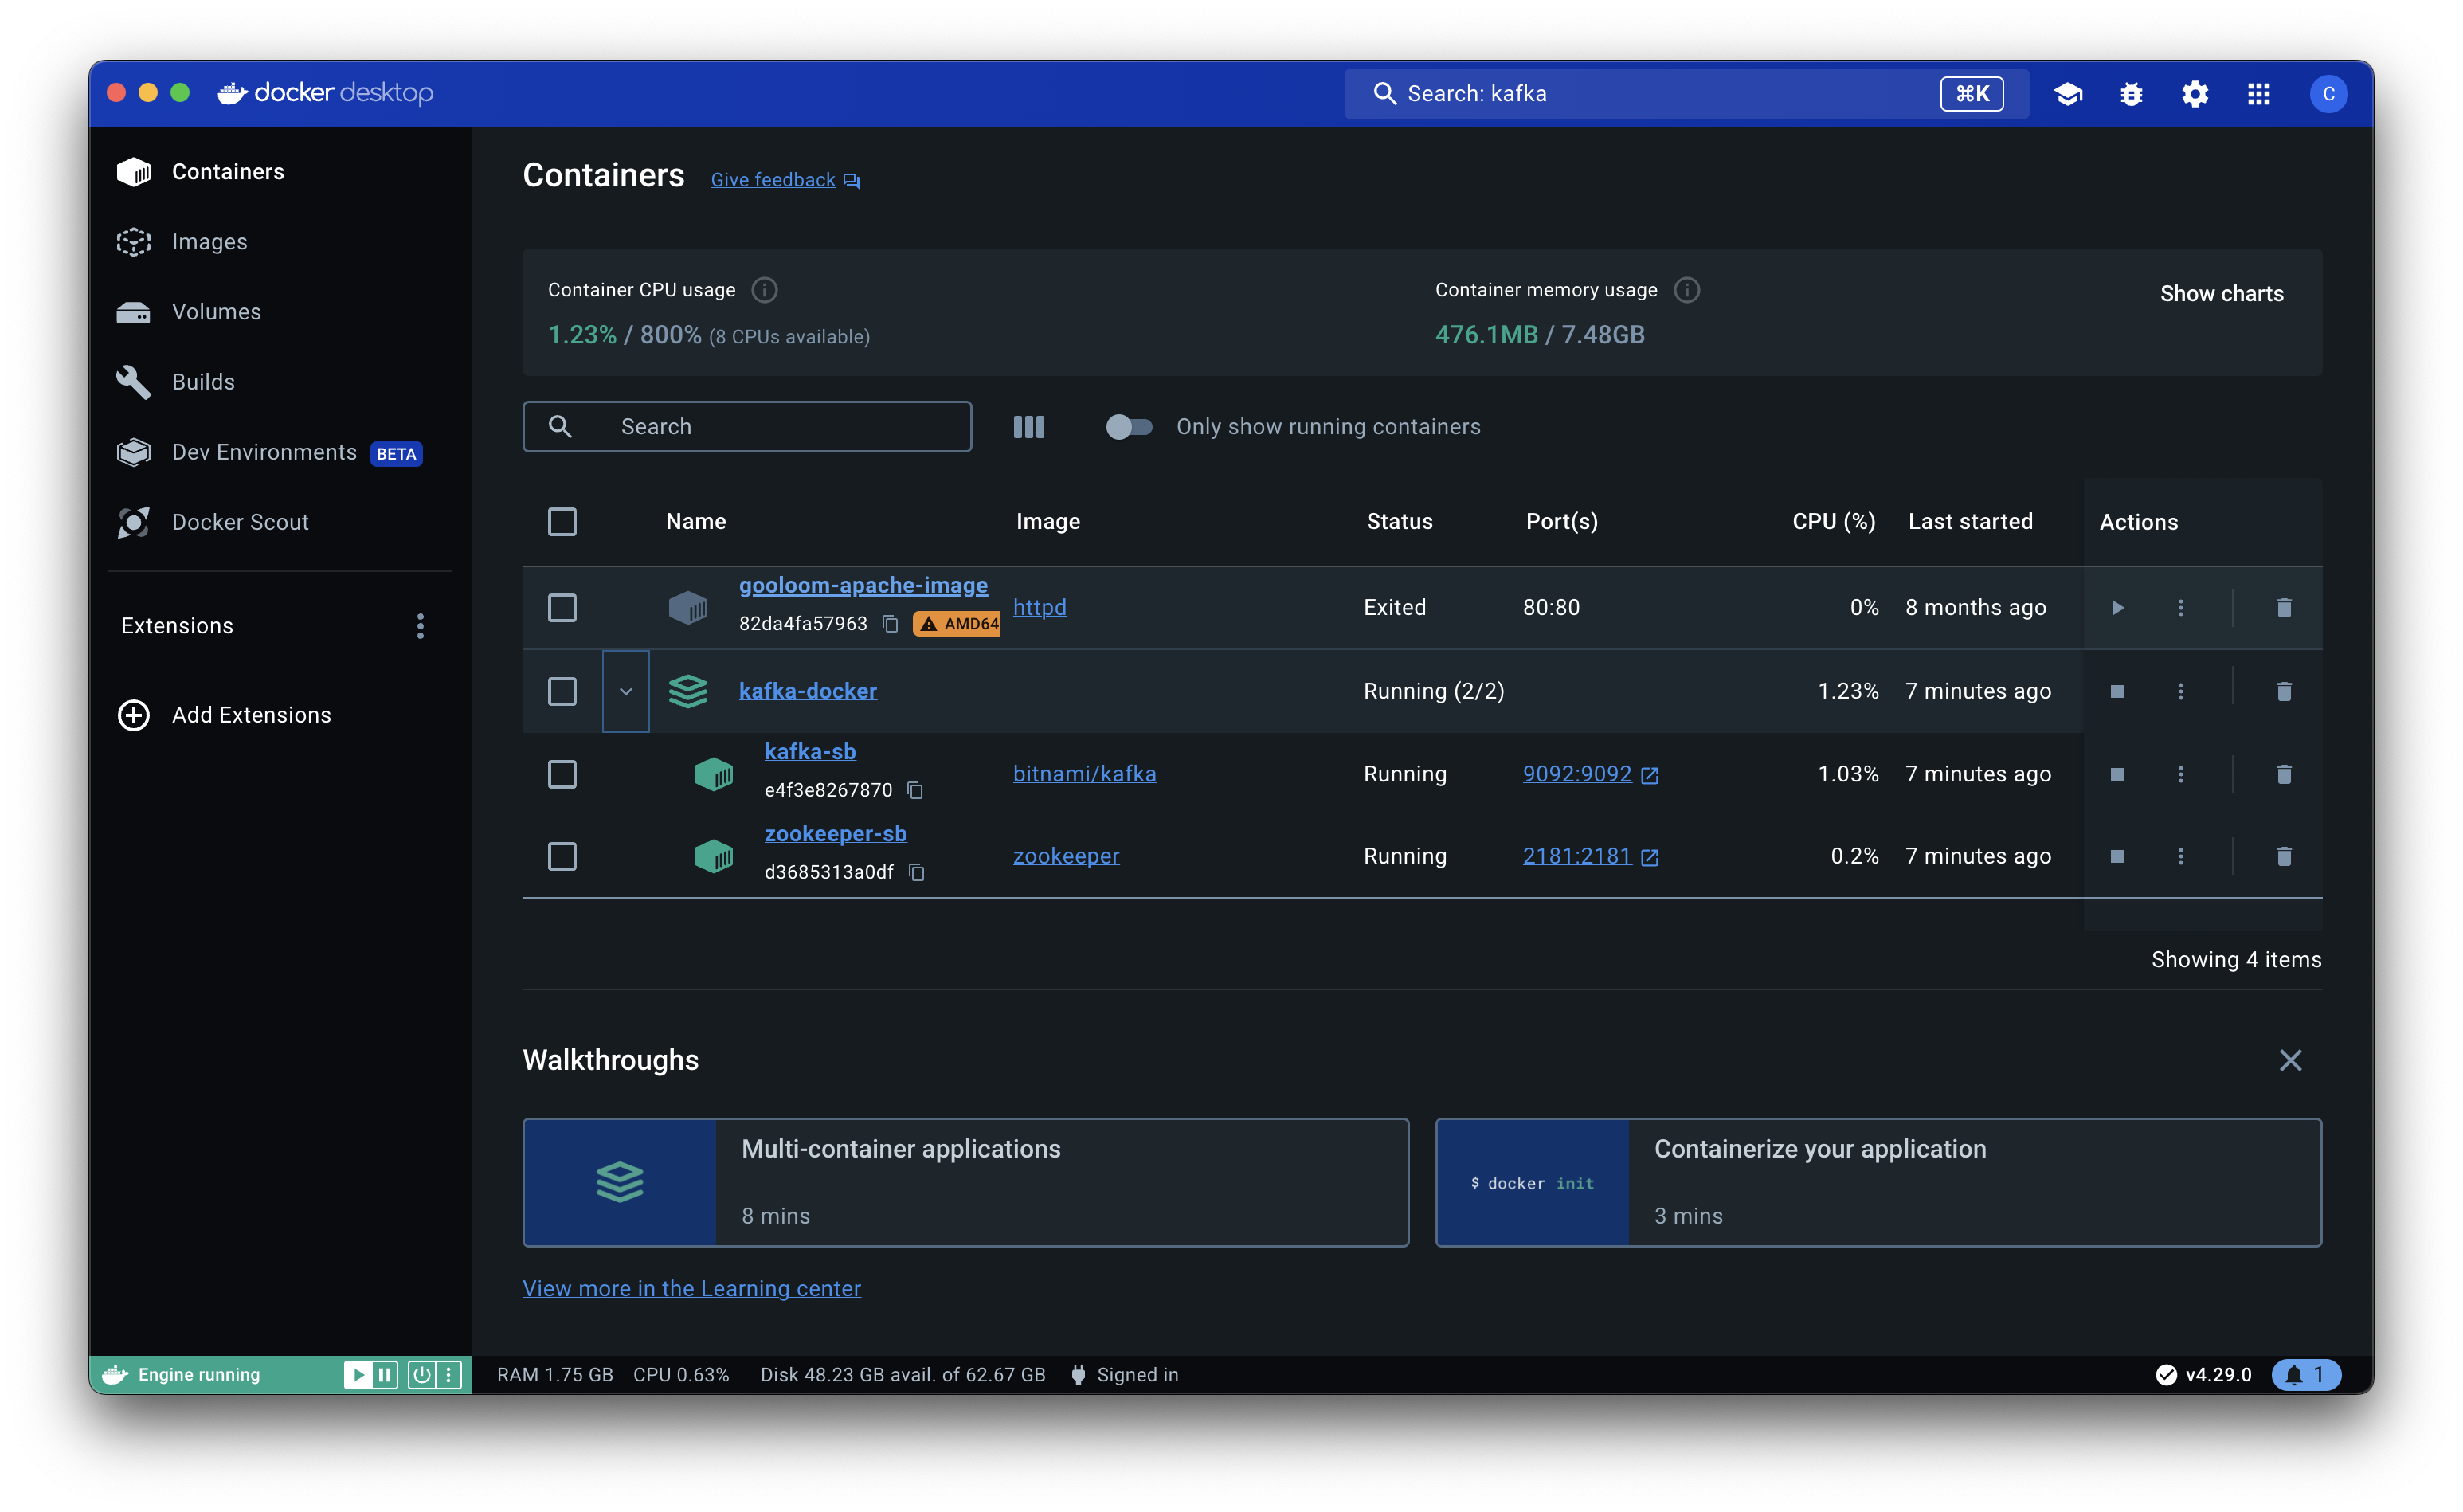 docker desktop
Search: kafka
⌘K
C
Containers
Images
Volumes
Builds
Dev Environments BETA
Docker Scout
Extensions
Add Extensions
Containers Give feedback
Container CPU usage
1.23% / 800% (8 CPUs available)
Container memory usage
476.1MB / 7.48GB
Show charts
Search
Only show running containers
Name Image Status Port(s) CPU (%) Last started Actions
gooloom-apache-image
82da4fa57963 AMD64
httpd Exited 80:80 0% 8 months ago
kafka-docker Running (2/2) 1.23% 7 minutes ago
kafka-sb
e4f3e8267870
bitnami/kafka Running 9092:9092 1.03% 7 minutes ago
zookeeper-sb
d3685313a0df
zookeeper Running 2181:2181 0.2% 7 minutes ago
Showing 4 items
Walkthroughs
Multi-container applications
8 mins
$ docker init
Containerize your application
3 mins
View more in the Learning center
Engine running
RAM 1.75 GB CPU 0.63% Disk 48.23 GB avail. of 62.67 GB Signed in
v4.29.0
1